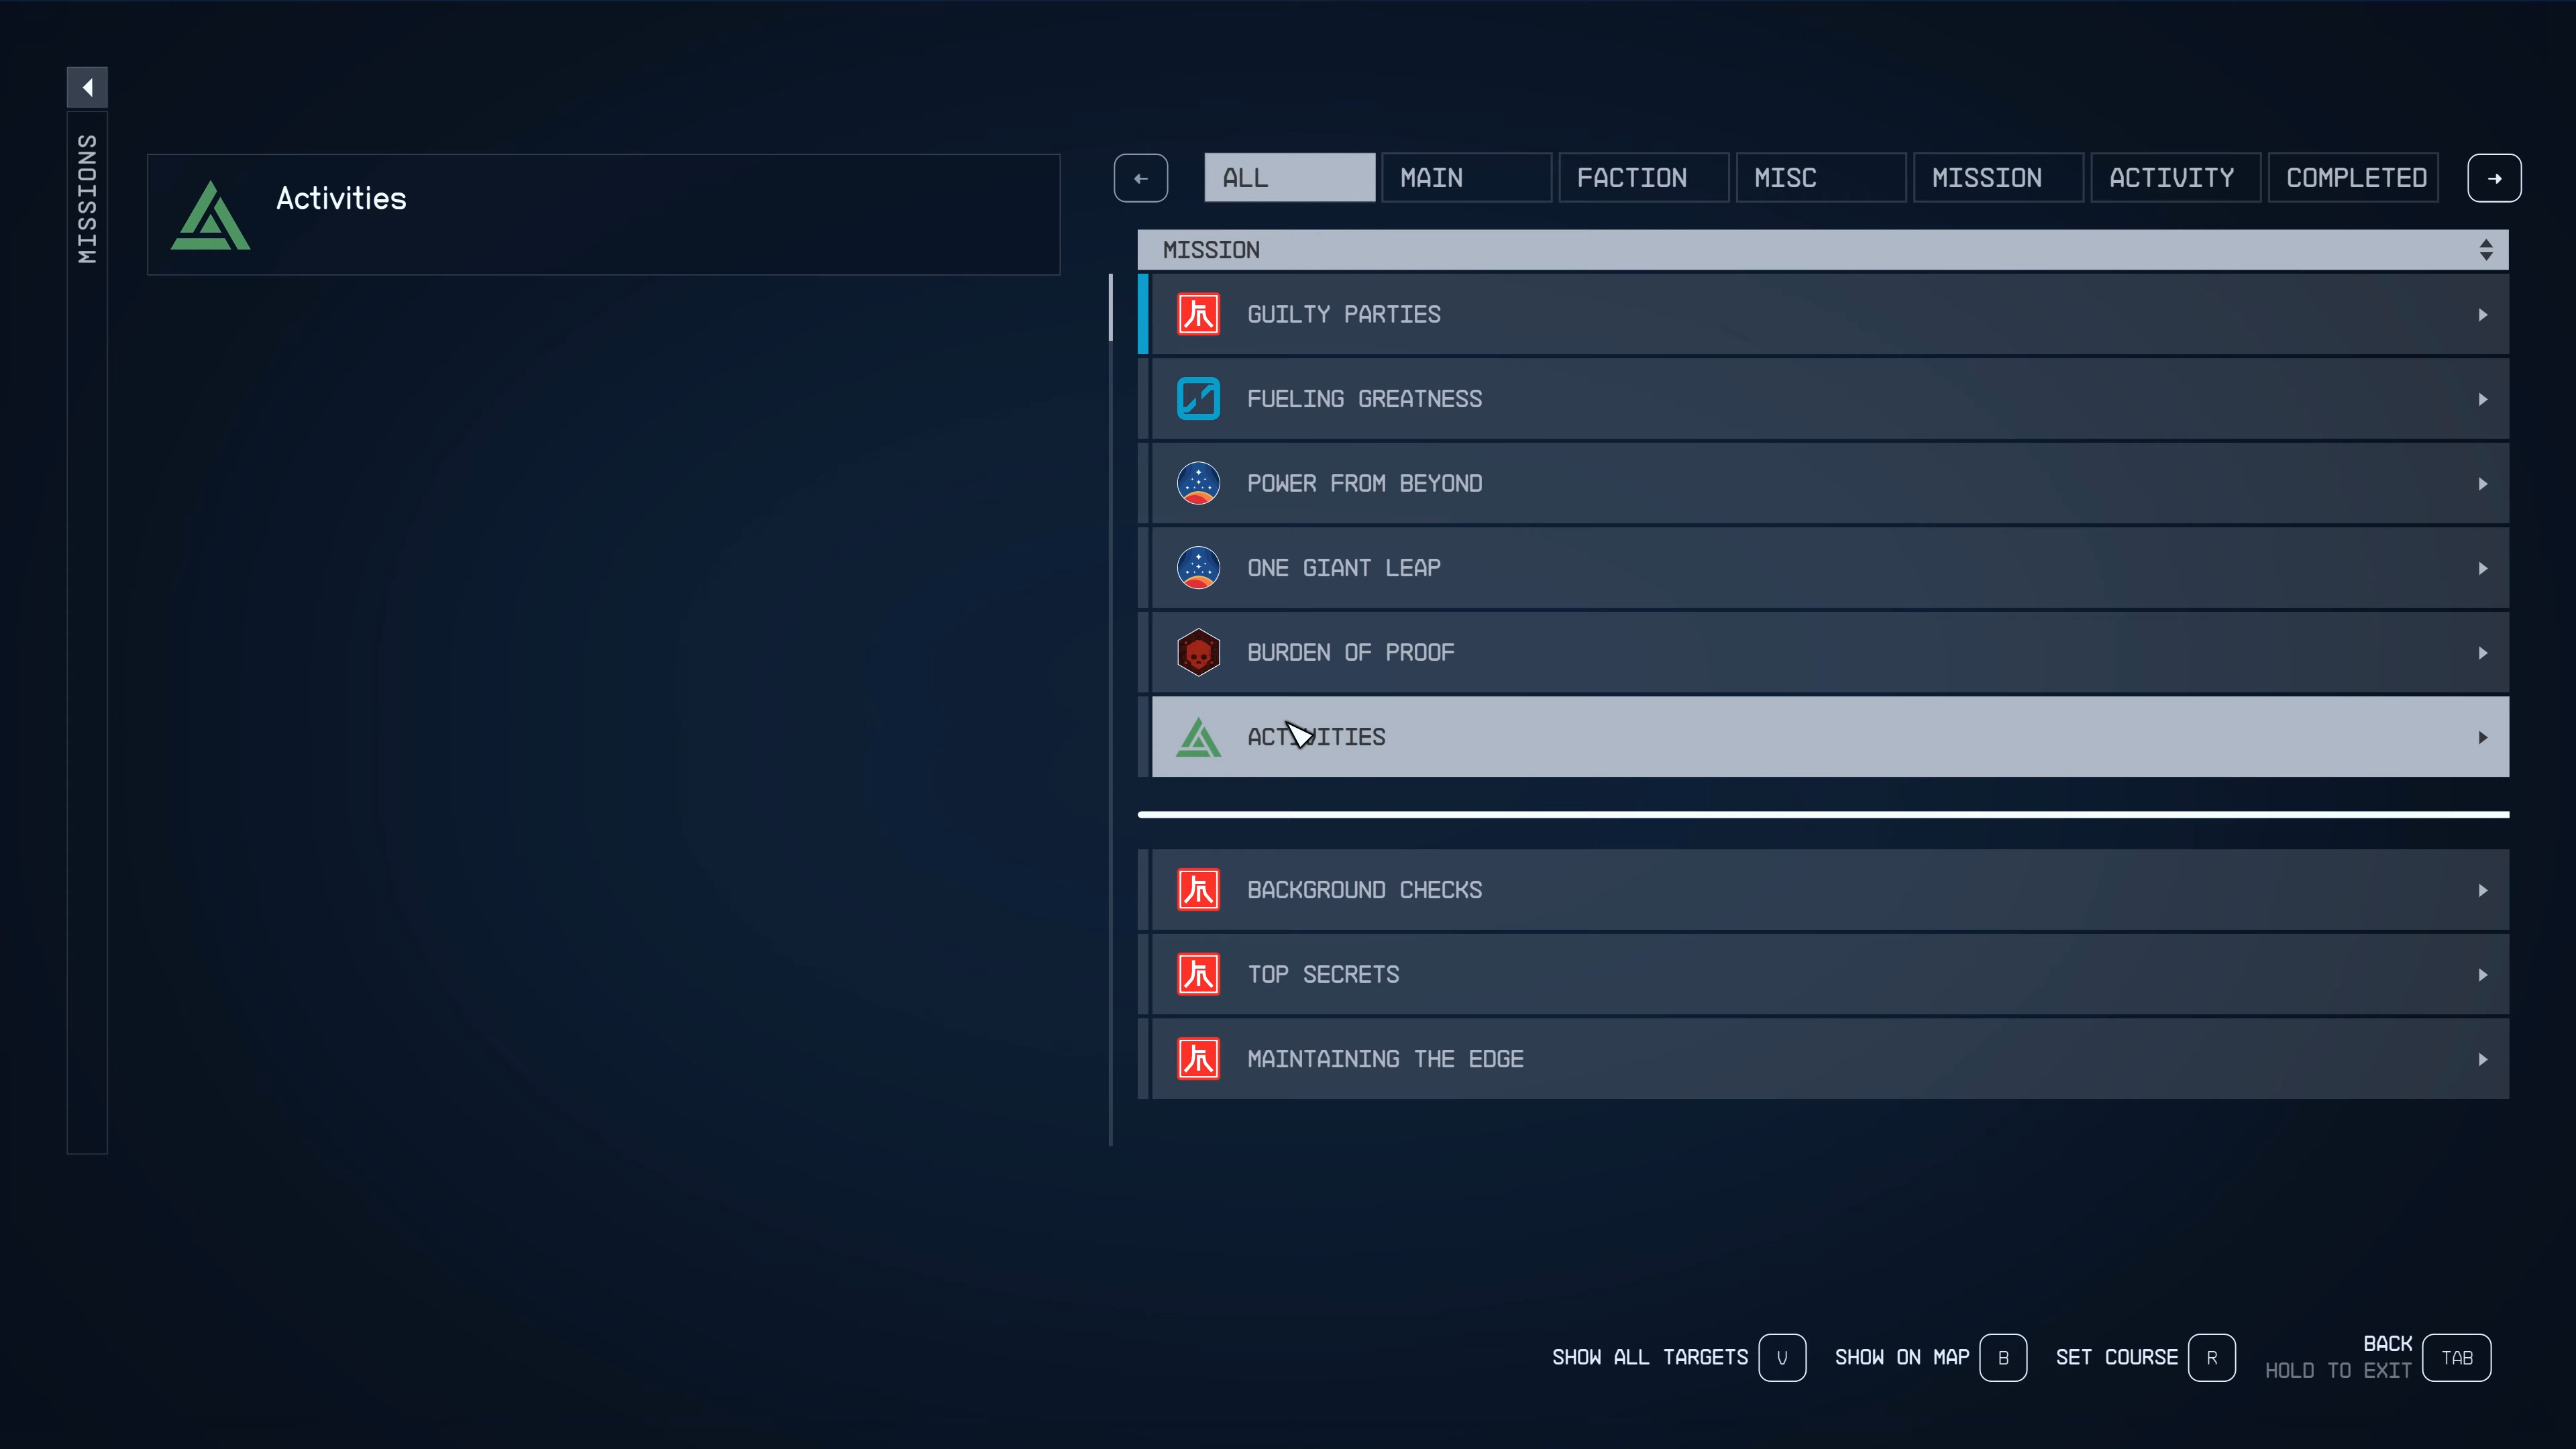 MISSIONS
Activities
ALL
MAIN
FACTION
MISC
MISSION
ACTIVITY
COMPLETED
MISSION
GUILTY PARTIES
FUELING GREATNESS
POWER FROM BEYOND
ONE GIANT LEAP
BURDEN OF PROOF
ACTIVITIES
BACKGROUND CHECKS
TOP SECRETS
MAINTAINING THE EDGE
SHOW ALL TARGETS V
SHOW ON MAP B
SET COURSE R
BACK
HOLD TO EXIT
TAB